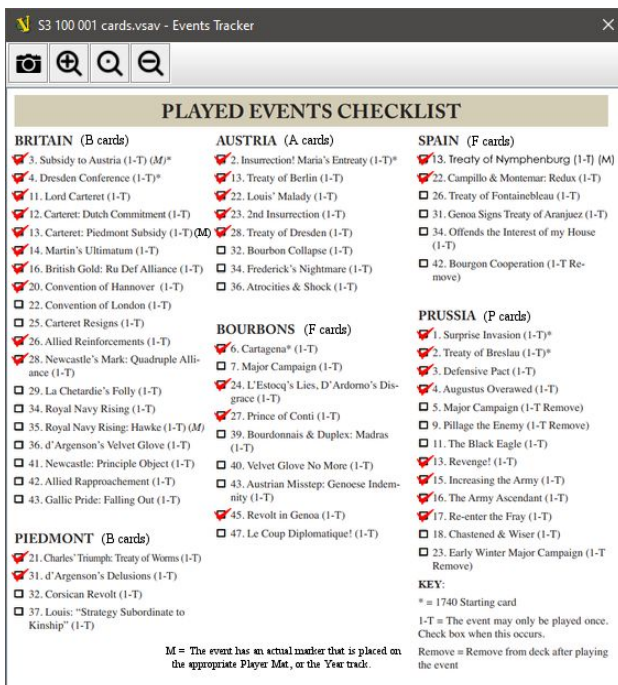 S3 100 001 cards.vsav - Events Tracker
PLAYED EVENTS CHECKLIST
BRITAIN (B cards)
3. Subsidy to Austria (1-T) (M)*
4. Dresden Conference (1-T)*
11. Lord Carteret (1-T)
12. Carteret: Dutch Commitment (1-T)
13. Carteret: Piedmont Subsidy (1-T) (M)
14. Martin's Ultimatum (1-T)
16. British Gold: Ru Def Alliance (1-T)
20. Convention of Hannover (1-T)
22. Convention of London (1-T)
25. Carteret Resigns (1-T)
26. Allied Reinforcements (1-T)
28. Newcastle's Mark: Quadruple Alli-
ance (1-T)
29. La Chetardie's Folly (1-T)
34. Royal Navy Rising (1-T)
35. Royal Navy Rising: Hawke (1-T) (M)
36. d'Argenson's Velvet Glove (1-T)
41. Newcastle: Principle Object (1-T)
42. Allied Rapproachement (1-T)
43. Gallic Pride: Falling Out (1-T)
PIEDMONT (B cards)
21. Charles' Triumph: Treaty of Worms (1-T)
31. d'Argenson's Delusions (1-T)
32. Corsican Revolt (1-T)
37. Louis: "Strategy Subordinate to
Kinship" (1-T)
AUSTRIA (A cards)
2. Insurrection! Maria's Entreaty (1-T)*
13. Treaty of Berlin (1-T)
22. Louis' Malady (1-T)
23. 2nd Insurrection (1-T)
28. Treaty of Dresden (1-T)
32. Bourbon Collapse (1-T)
34. Frederick's Nightmare (1-T)
36. Atrocities & Shock (1-T)
BOURBONS (F cards)
6. Cartagena* (1-T)
7. Major Campaign (1-T)
24. L'Estocq's Lies, D'Ardorno's Dis-
grace (1-T)
27. Prince of Conti (1-T)
39. Bourdonnais & Duplex: Madras
(1-T)
40. Velvet Glove No More (1-T)
43. Austrian Misstep: Genoese Indem-
nity (1-T)
45. Revolt in Genoa (1-T)
47. Le Coup Diplomatique! (1-T)
SPAIN (F cards)
13. Treaty of Nymphenburg (1-T) (M)
22. Campillo & Montemar: Redux (1-T)
26. Treaty of Fontainebleau (1-T)
31. Genoa Signs Treaty of Aranjuez (1-T)
34. Offends the Interest of my House
(1-T)
42. Bourgon Cooperation (1-T Re-
move)
PRUSSIA (P cards)
1. Surprise Invasion (1-T)*
2. Treaty of Breslau (1-T)*
3. Defensive Pact (1-T)
4. Augustus Overawed (1-T)
5. Major Campaign (1-T Remove)
9. Pillage the Enemy (1-T Remove)
11. The Black Eagle (1-T)
13. Revenge! (1-T)
15. Increasing the Army (1-T)
16. The Army Ascendant (1-T)
17. Re-enter the Fray (1-T)
18. Chastened & Wiser (1-T)
23. Early Winter Major Campaign (1-T
Remove)
KEY:
* = 1740 Starting card
1-T = The event may only be played once.
Check box when this occurs.
Remove = Remove from deck after playing
the event
M = The event has an actual marker that is placed on
the appropriate Player Mat, or the Year track.